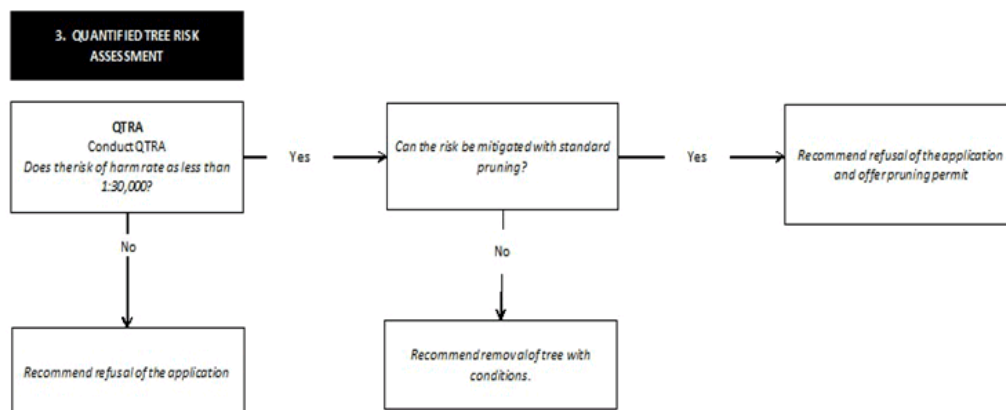 3. QUANTIFIED TREE RISK
ASSESSMENT
QTRA
Conduct QTRA
Does the risk of harm rate as less than
1:30,000?
Yes
Can the risk be mitigated with standard
pruning?
Yes
Recommend refusal of the application
and offer pruning permit
No
No
Recommend refusal of the application
Recommend removal of tree with
conditions.